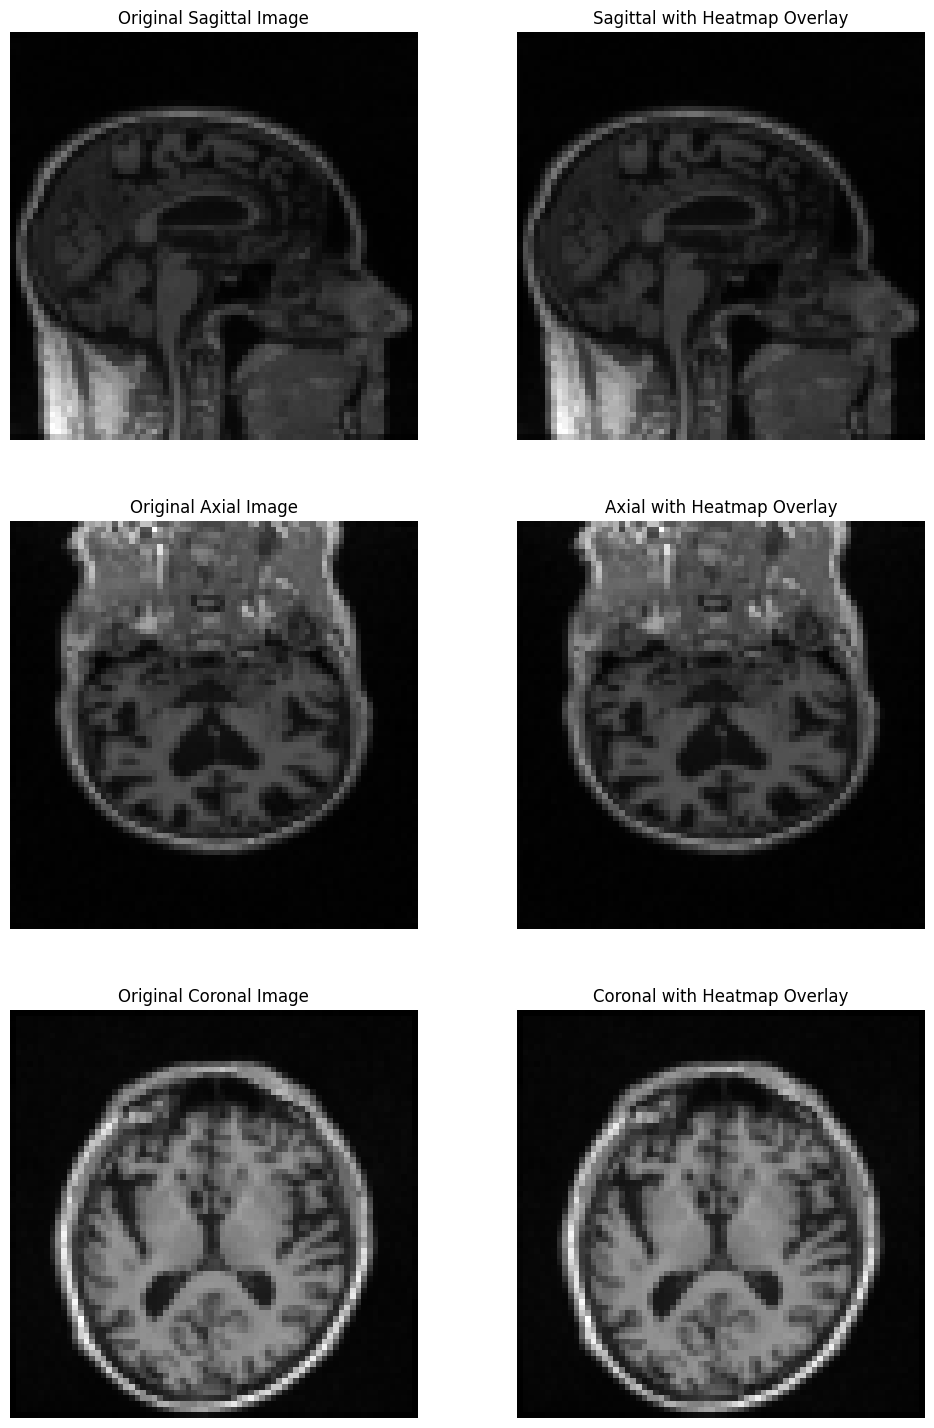 Original Sagittal Image
Sagittal with Heatmap Overlay
Original Axial Image
Axial with Heatmap Overlay
Original Coronal Image
Coronal with Heatmap Overlay